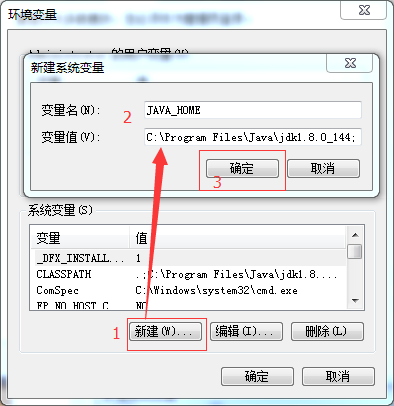 环境变量
的用户变量(U)
新建系统变量
变量名(N):
JAVA_HOME
2
变量值(V):
C:\Program Files\Java\jdk1.8.0_144;
确定
取消
3
系统变量(S)
变量 值
_DFX_INSTALL... 1
CLASSPATH .;C:\Program Files\Java\jdk1.8....
ComSpec C:\Windows\system32\cmd.exe
FP_NO_HOST_C... NO
1
新建(W)...
编辑(I)...
删除(L)
确定
取消